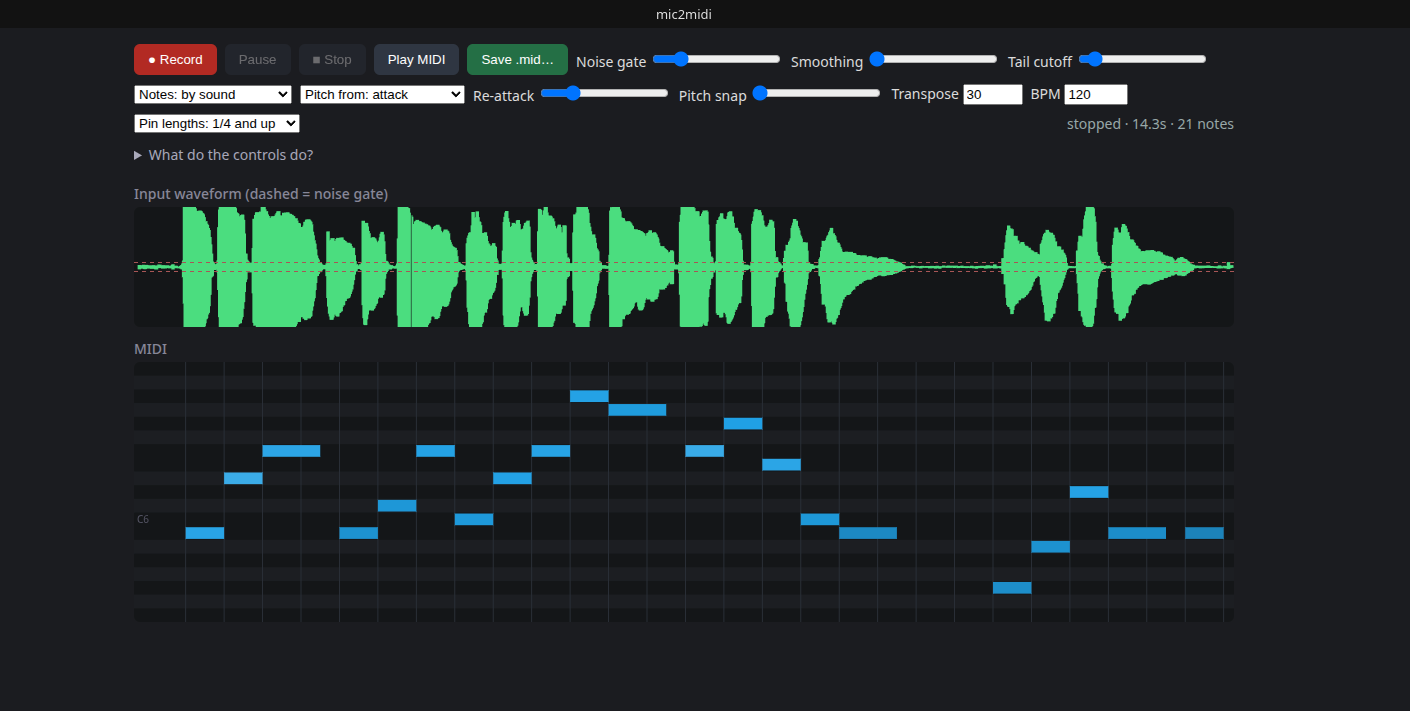 mic2midi
● Record Pause ■ Stop Play MIDI Save .mid… Noise gate Smoothing Tail cutoff
Notes: by sound Pitch from: attack Re-attack Pitch snap Transpose 30 BPM 120
Pin lengths: 1/4 and up stopped · 14.3s · 21 notes
▶ What do the controls do?
Input waveform (dashed = noise gate)
MIDI
C6